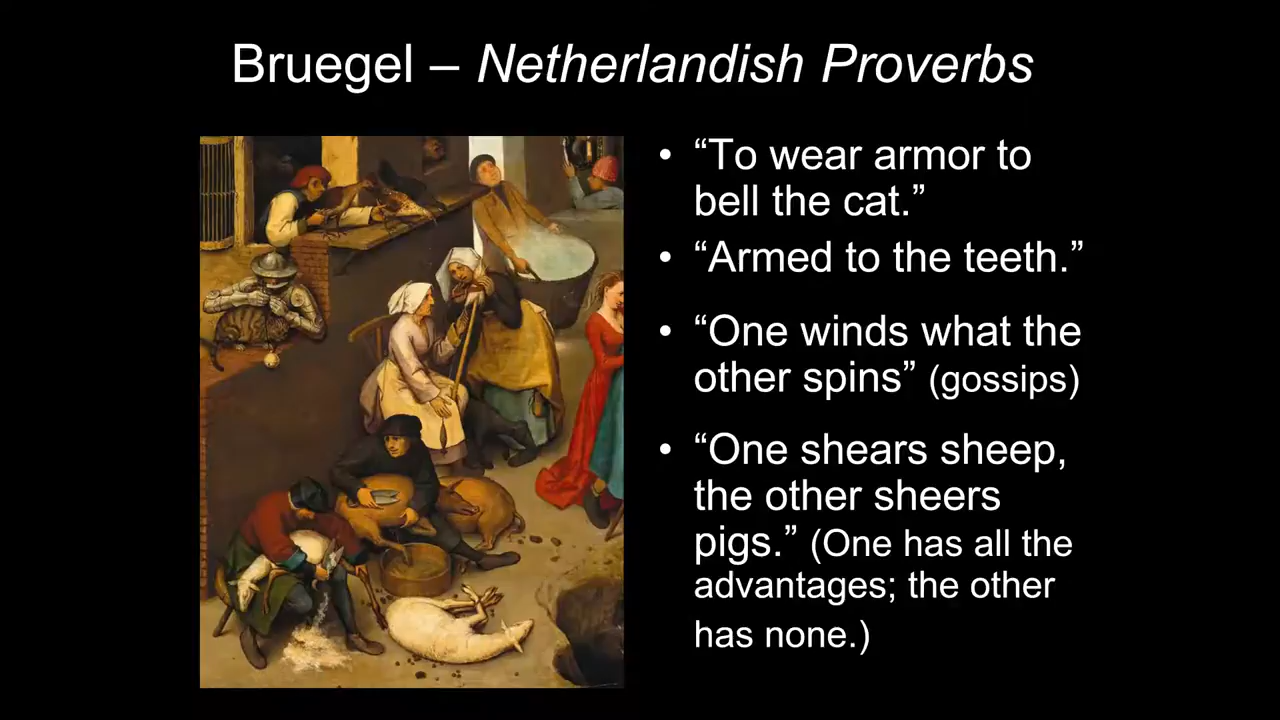 Bruegel – Netherlandish Proverbs
• “To wear armor to
bell the cat.”
• “Armed to the teeth.”
• “One winds what the
other spins” (gossips)
• “One shears sheep,
the other sheers
pigs.” (One has all the
advantages; the other
has none.)